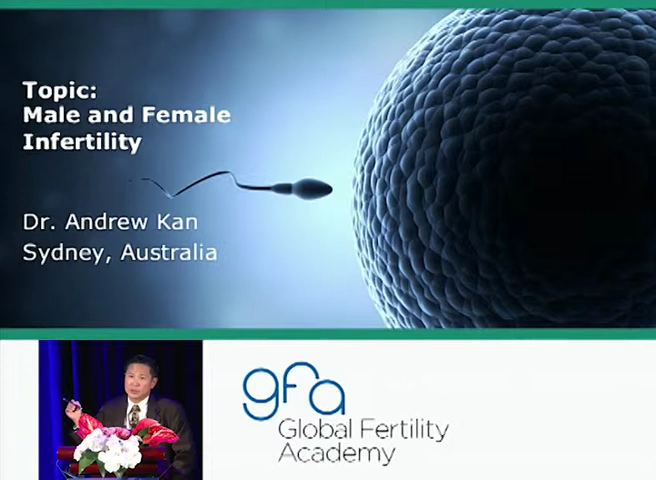 Topic:
Male and Female
Infertility
Dr. Andrew Kan
Sydney, Australia
gfa
Global Fertility
Academy